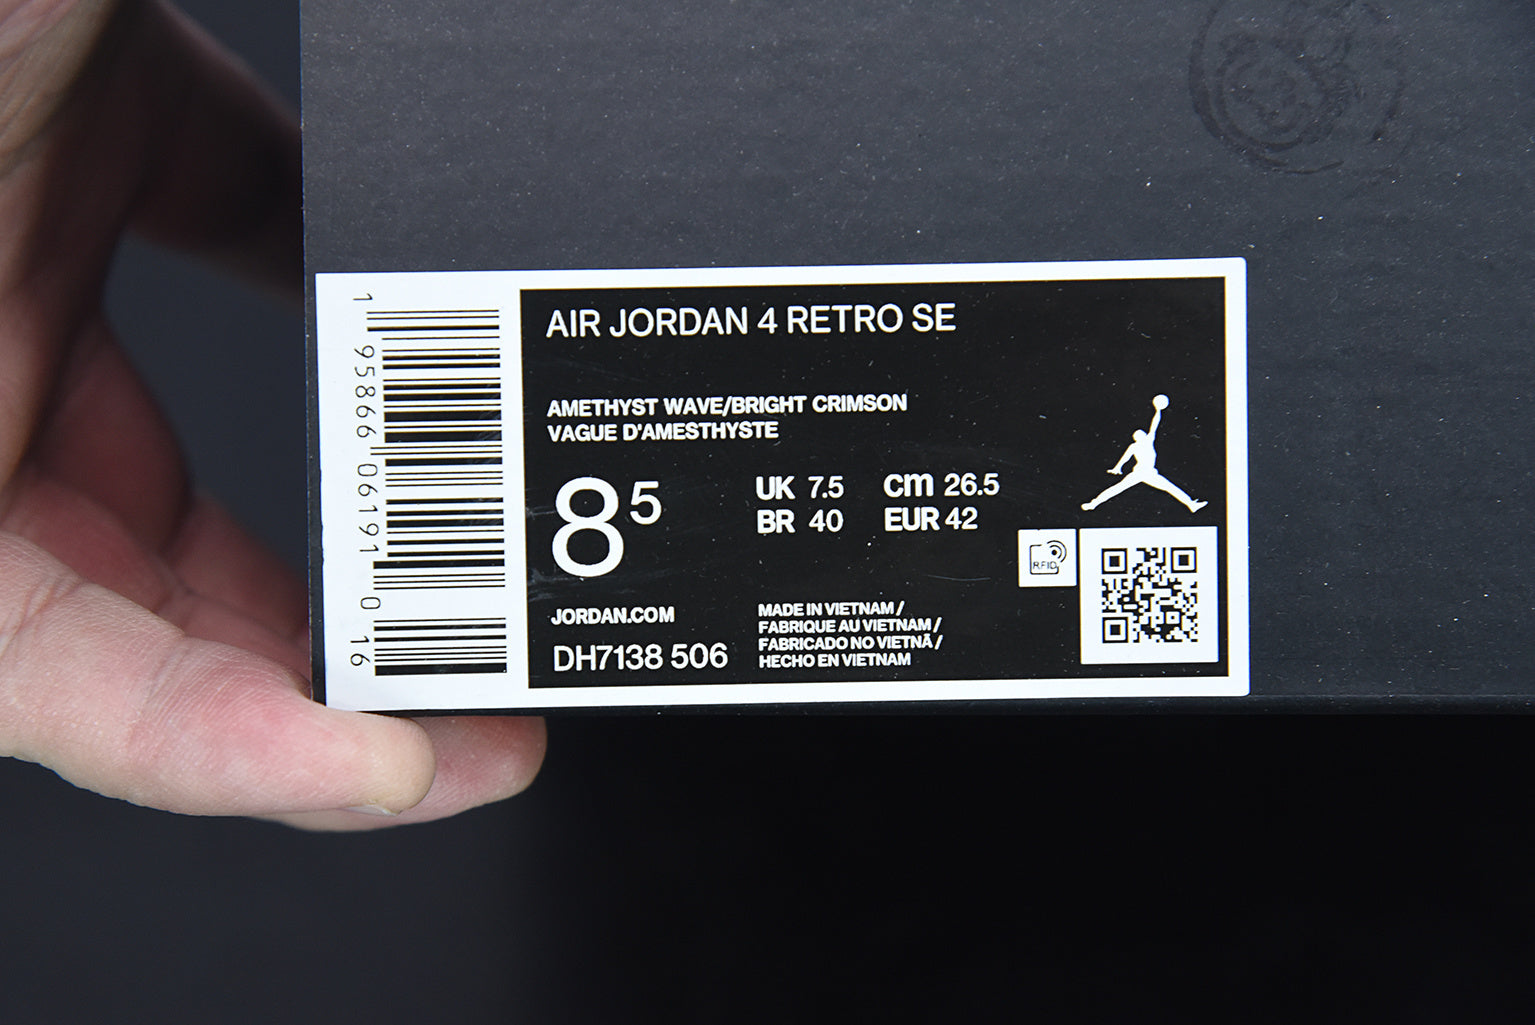 AIR JORDAN 4 RETRO SE
AMETHYST WAVE/BRIGHT CRIMSON
VAGUE D'AMESTHYSTE
8 5
UK 7.5 cm 26.5
BR 40 EUR 42
RFID
JORDAN.COM
DH7138 506
MADE IN VIETNAM /
FABRIQUE AU VIETNAM /
FABRICADO NO VIETNÃ /
HECHO EN VIETNAM
1 95866 06191 0 16